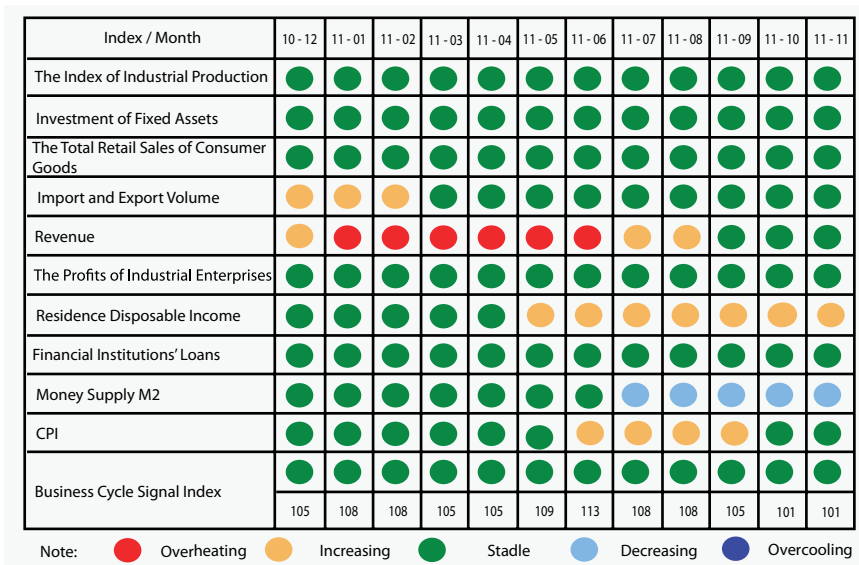 Index / Month 10 - 12 11 - 01 11 - 02 11 - 03 11 - 04 11 - 05 11 - 06 11 - 07 11 - 08 11 - 09 11 - 10 11 - 11
The Index of Industrial Production
Investment of Fixed Assets
The Total Retail Sales of Consumer
Goods
Import and Export Volume
Revenue
The Profits of Industrial Enterprises
Residence Disposable Income
Financial Institutions' Loans
Money Supply M2
CPI
Business Cycle Signal Index
105 108 108 105 105 109 113 108 108 105 101 101
Note: Overheating Increasing Stadle Decreasing Overcooling